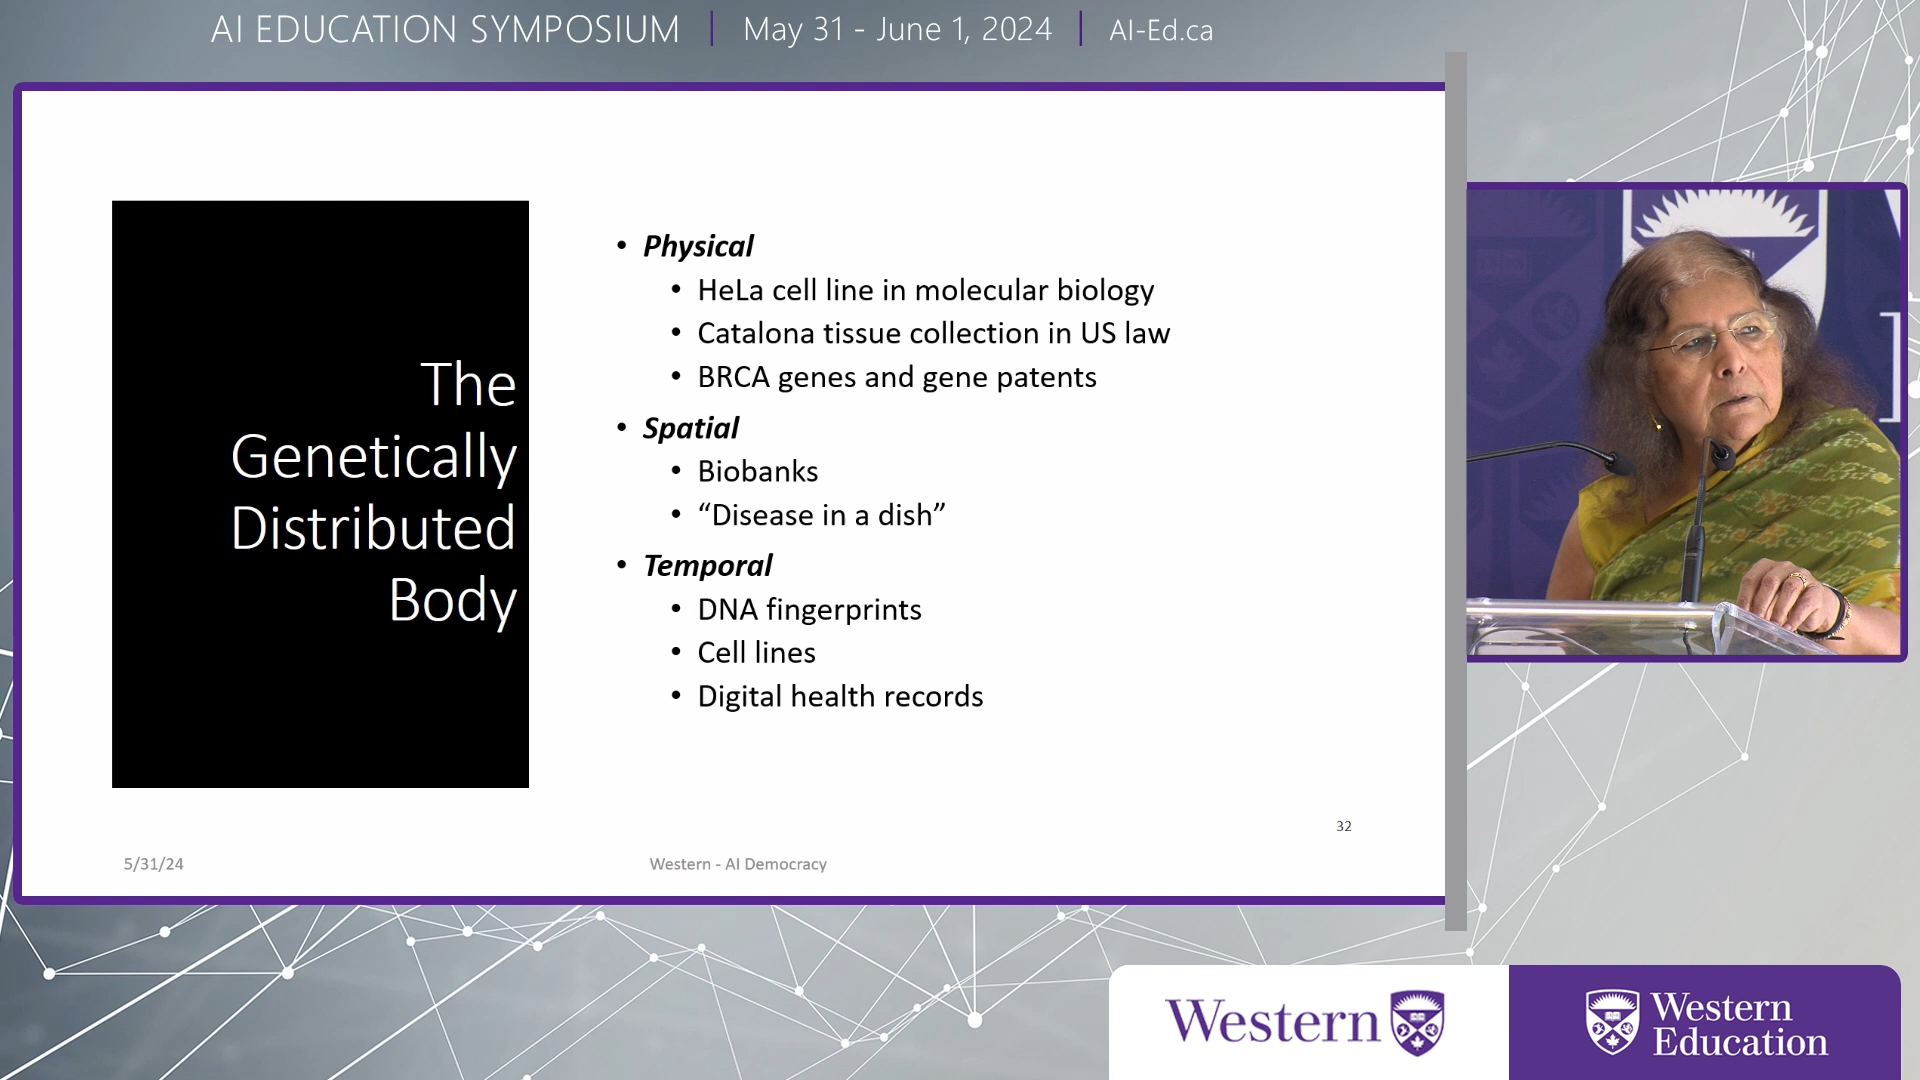 AI EDUCATION SYMPOSIUM | May 31 - June 1, 2024 | AI-Ed.ca
The
Genetically
Distributed
Body
• Physical
• HeLa cell line in molecular biology
• Catalona tissue collection in US law
• BRCA genes and gene patents
• Spatial
• Biobanks
• “Disease in a dish”
• Temporal
• DNA fingerprints
• Cell lines
• Digital health records
32
5/31/24
Western - AI Democracy
Western
Western
Education